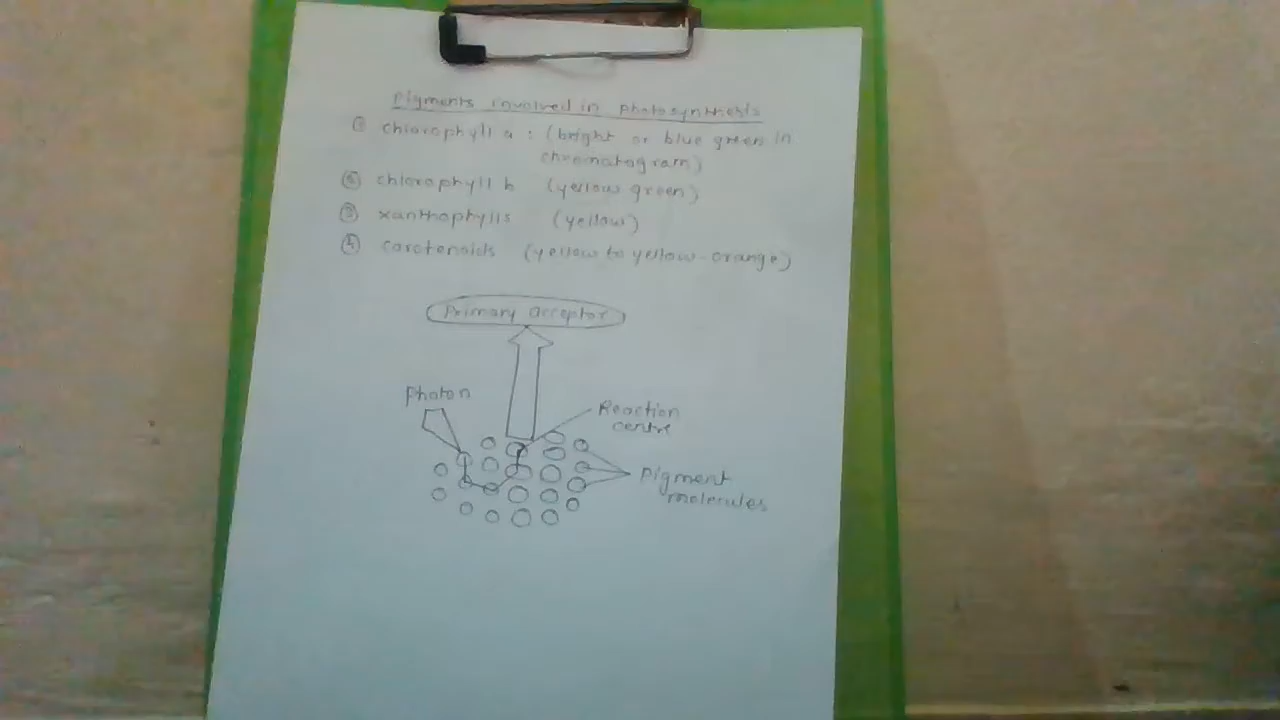 Pigments involved in photosynthesis
① chlorophyll a : (bright or blue green in
chromatogram)
② chlorophyll b (yellow green)
③ xanthophylls (yellow)
④ carotenoids (yellow to yellow-orange)
Primary acceptor
Photon
Reaction
centre
Pigment
molecules